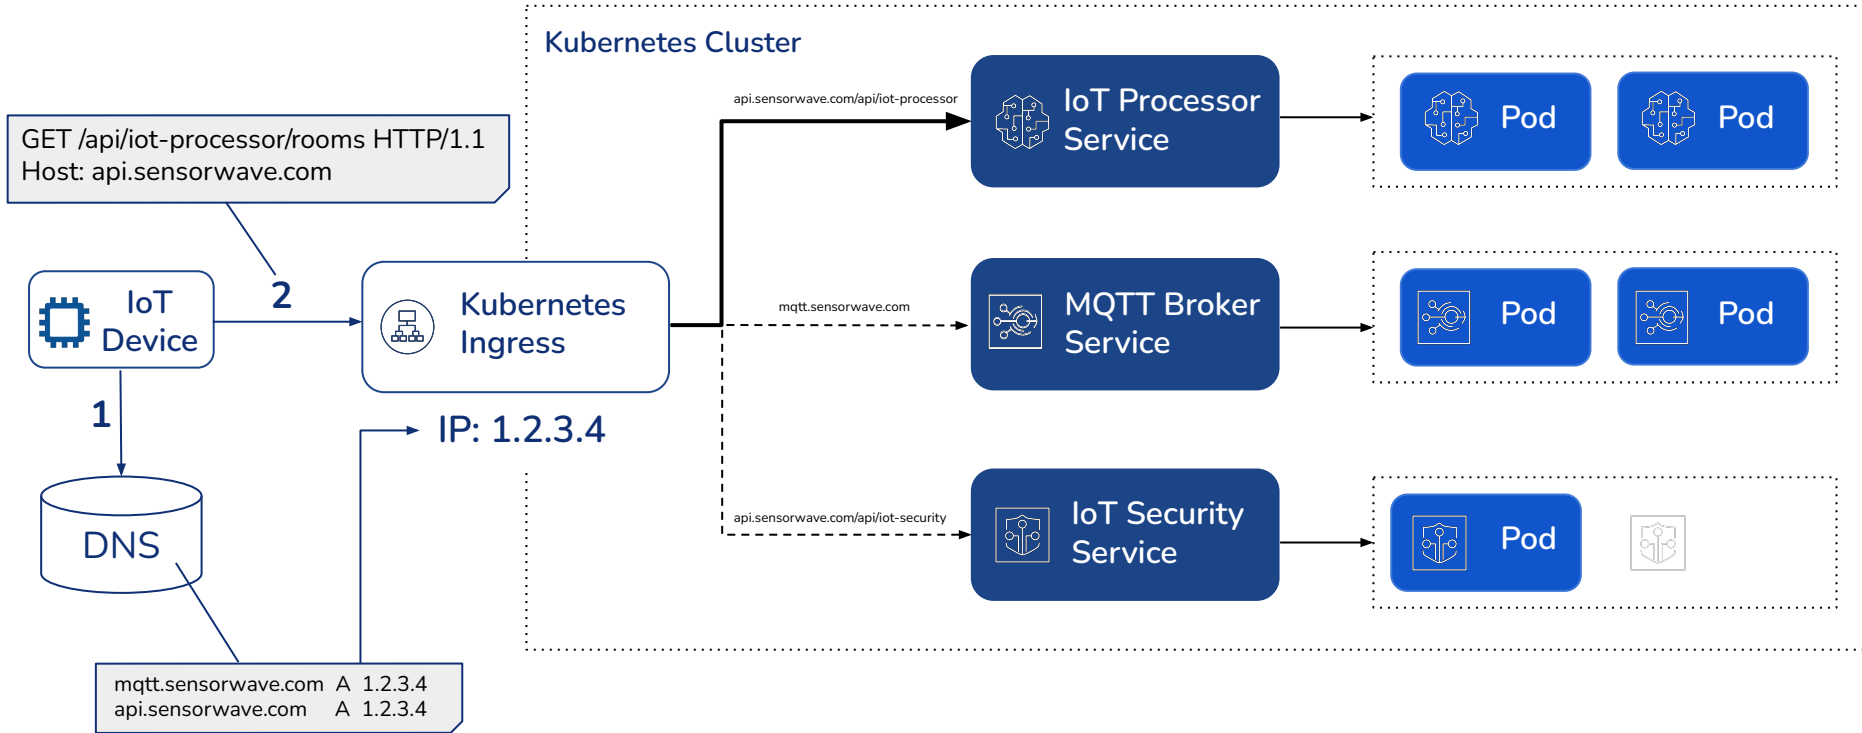 Kubernetes Cluster
GET /api/iot-processor/rooms HTTP/1.1
Host: api.sensorwave.com
IoT
Device
2
1
DNS
mqtt.sensorwave.com A 1.2.3.4
api.sensorwave.com A 1.2.3.4
Kubernetes
Ingress
IP: 1.2.3.4
api.sensorwave.com/api/iot-processor
IoT Processor
Service
Pod
Pod
mqtt.sensorwave.com
MQTT Broker
Service
Pod
Pod
api.sensorwave.com/api/iot-security
IoT Security
Service
Pod